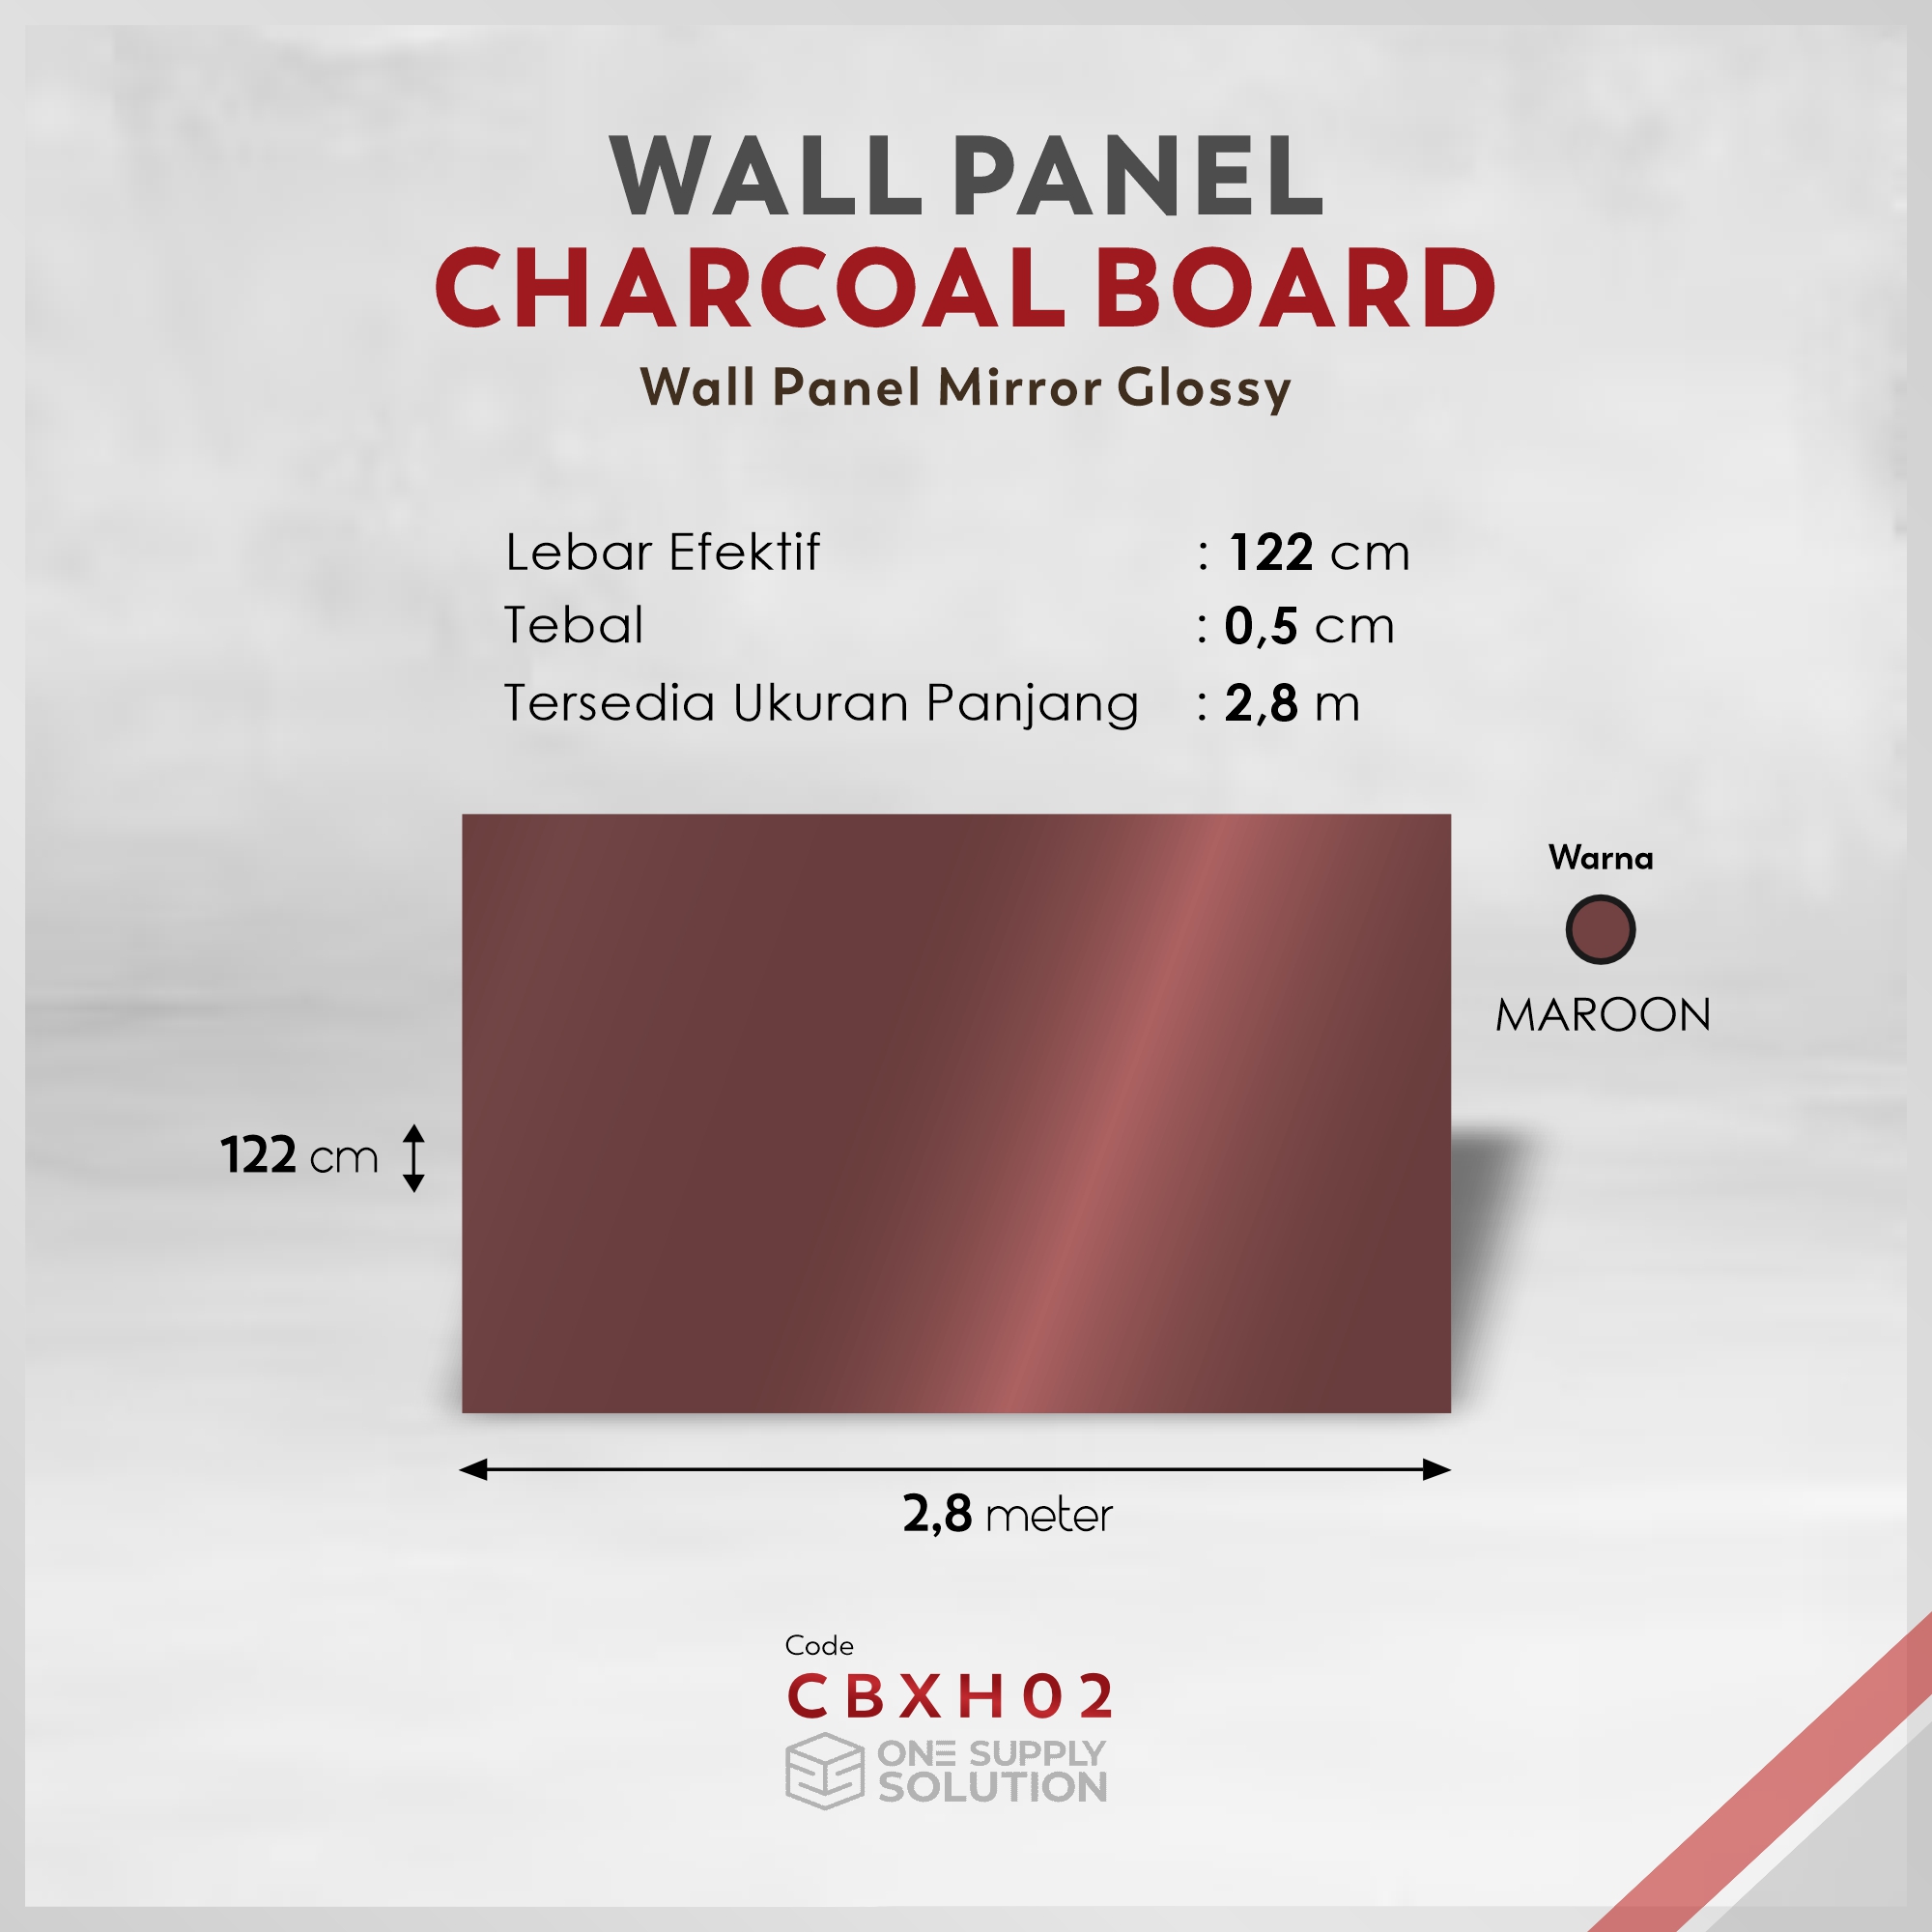 WALL PANEL
CHARCOAL BOARD
Wall Panel Mirror Glossy
Lebar Efektif : 122 cm
Tebal : 0,5 cm
Tersedia Ukuran Panjang : 2,8 m
Warna
MAROON
122 cm
2,8 meter
Code
CBXH02
ONE SUPPLY
SOLUTION